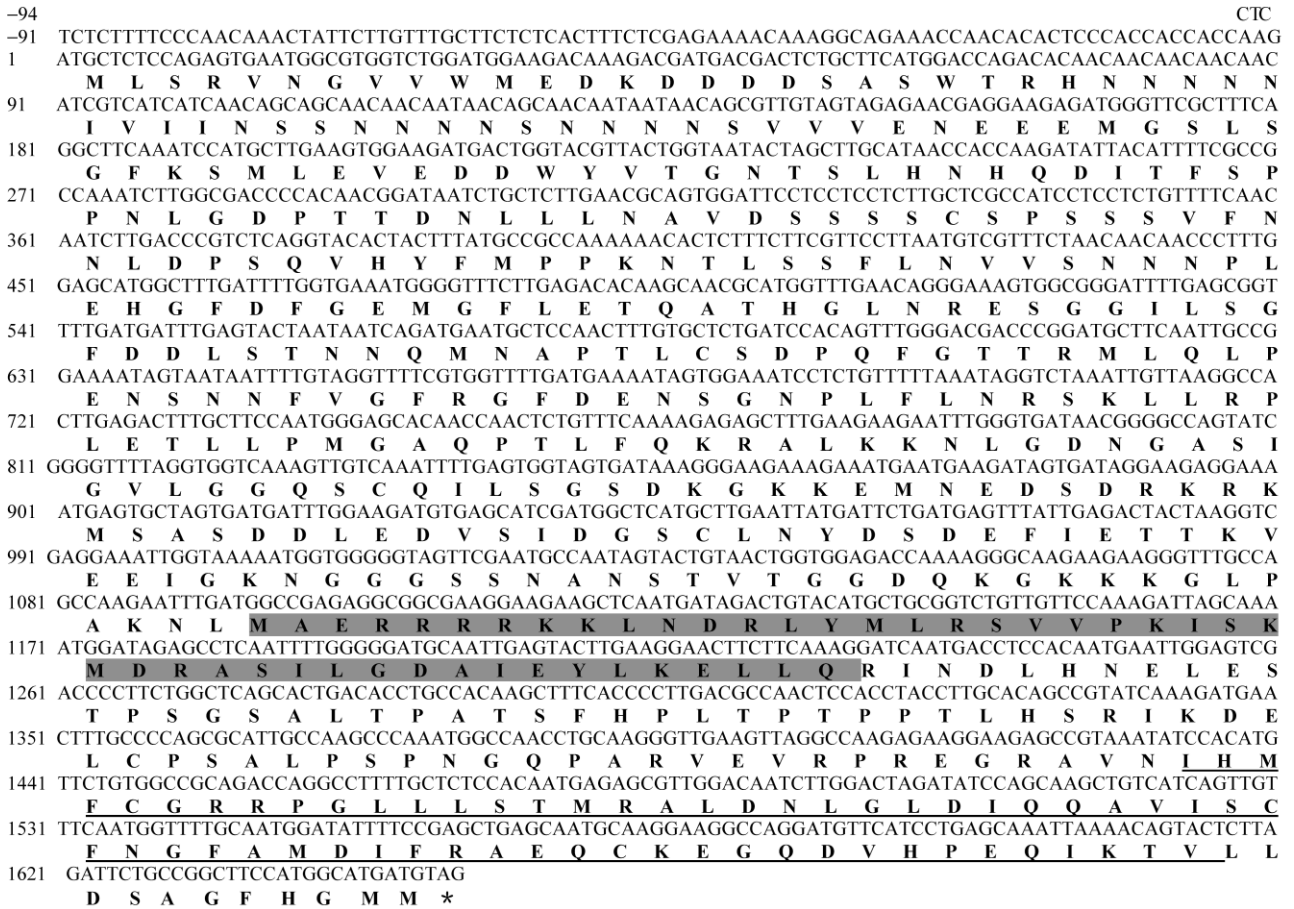 −94 CTC
−91 TCTCTTTTCCCAACAAACTATTCTTGTTTGCTTCTCTCACTTTCTCGAGAAAACAAAGGCAGAAACCAACACACTCCCACCACCACCACCAAG
1 ATGCTCTCCAGAGTGAATGGCGTGGTCTGGATGGAAGACAAAGACGATGACGACTCTGCTTCATGGACCAGACACAACAACAACAACAAC
M L S R V N G V V W M E D K D D D D S A S W T R H N N N N N
91 ATCGTCATCATCAACAGCAGCAACAACAATAACAGCAACAATAATAACAGCGTTGTAGTAGAGAACGAGGAAGAGATGGGTTCGCTTTCA
I V I I N S S N N N N S N N N N S V V V E N E E E M G S L S
181 GGCTTCAAATCCATGCTTGAAGTGGAAGATGACTGGTACGTTACTGGTAATACTAGCTTGCATAACCACCAAGATATTACATTTTCGCCG
G F K S M L E V E D D W Y V T G N T S L H N H Q D I T F S P
271 CCAAATCTTGGCGACCCCACAACGGATAATCTGCTCTTGAACGCAGTGGATTCCTCCTCCTCTTGCTCGCCATCCTCCTCTGTTTTCAAC
P N L G D P T T D N L L L N A V D S S S S C S P S S S V F N
361 AATCTTGACCCGTCTCAGGTACACTACTTTATGCCGCCAAAAAACACTCTTTCTTCGTTCCTTAATGTCGTTTCTAACAACAACCCTTTG
N L D P S Q V H Y F M P P K N T L S S F L N V V S N N N P L
451 GAGCATGGCTTTGATTTTGGTGAAATGGGGTTTCTTGAGACACAAGCAACGCATGGTTTGAACAGGGAAAGTGGCGGGATTTTGAGCGGT
E H G F D F G E M G F L E T Q A T H G L N R E S G G I L S G
541 TTTGATGATTTGAGTACTAATAATCAGATGAATGCTCCAACTTTGTGCTCTGATCCACAGTTTGGGACGACCCGGATGCTTCAATTGCCG
F D D L S T N N Q M N A P T L C S D P Q F G T T R M L Q L P
631 GAAAATAGTAATAATTTTGTAGGTTTTCGTGGTTTTGATGAAAATAGTGGAAATCCTCTGTTTTTAAATAGGTCTAAATTGTTAAGGCCA
E N S N N F V G F R G F D E N S G N P L F L N R S K L L R P
721 CTTGAGACTTTGCTTCCAATGGGAGCACAACCAACTCTGTTTCAAAAGAGAGCTTTGAAGAAGAATTTGGGTGATAACGGGGCCAGTATC
L E T L L P M G A Q P T L F Q K R A L K K N L G D N G A S I
811 GGGGTTTTAGGTGGTCAAAGTTGTCAAATTTTGAGTGGTAGTGATAAAGGGAAGAAAGAAATGAATGAAGATAGTGATAGGAAGAGGAAA
G V L G G Q S C Q I L S G S D K G K K E M N E D S D R K R K
901 ATGAGTGCTAGTGATGATTTGGAAGATGTGAGCATCGATGGCTCATGCTTGAATTATGATTCTGATGAGTTTATTGAGACTACTAAGGTC
M S A S D D L E D V S I D G S C L N Y D S D E F I E T T K V
991 GAGGAAATTGGTAAAAATGGTGGGGGTAGTTCGAATGCCAATAGTACTGTAACTGGTGGAGACCAAAAGGGCAAGAAGAAGGGTTTGCCA
E E I G K N G G G S S N A N S T V T G G D Q K G K K K G L P
1081 GCCAAGAATTTGATGGCCGAGAGGCGGCGAAGGAAGAAGCTCAATGATAGACTGTACATGCTGCGGTCTGTTGTTCCAAAGATTAGCAAA
A K N L M A E R R R R K K L N D R L Y M L R S V V P K I S K
1171 ATGGATAGAGCCTCAATTTTGGGGGATGCAATTGAGTACTTGAAGGAACTTCTTCAAAGGATCAATGACCTCCACAATGAATTGGAGTCG
M D R A S I L G D A I E Y L K E L L Q R I N D L H N E L E S
1261 ACCCCTTCTGGCTCAGCACTGACACCTGCCACAAGCTTTCACCCCTTGACGCCAACTCCACCTACCTTGCACAGCCGTATCAAAGATGAA
T P S G S A L T P A T S F H P L T P T P P T L H S R I K D E
1351 CTTTGCCCCAGCGCATTGCCAAGCCCAAATGGCCAACCTGCAAGGGTTGAAGTTAGGCCAAGAGAAGGAAGAGCCGTAAATATCCACATG
L C P S A L P S P N G Q P A R V E V R P R E G R A V N I H M
1441 TTCTGTGGCCGCAGACCAGGCCTTTTGCTCTCCACAATGAGAGCGTTGGACAATCTTGGACTAGATATCCAGCAAGCTGTCATCAGTTGT
F C G R R P G L L L S T M R A L D N L G L D I Q Q A V I S C
1531 TTCAATGGTTTTGCAATGGATATTTTCCGAGCTGAGCAATGCAAGGAAGGCCAGGATGTTCATCCTGAGCAAATTAAAACAGTACTCTTA
F N G F A M D I F R A E Q C K E G Q D V H P E Q I K T V L L
1621 GATTCTGCCGGCTTCCATGGCATGATGTAG
D S A G F H G M M *